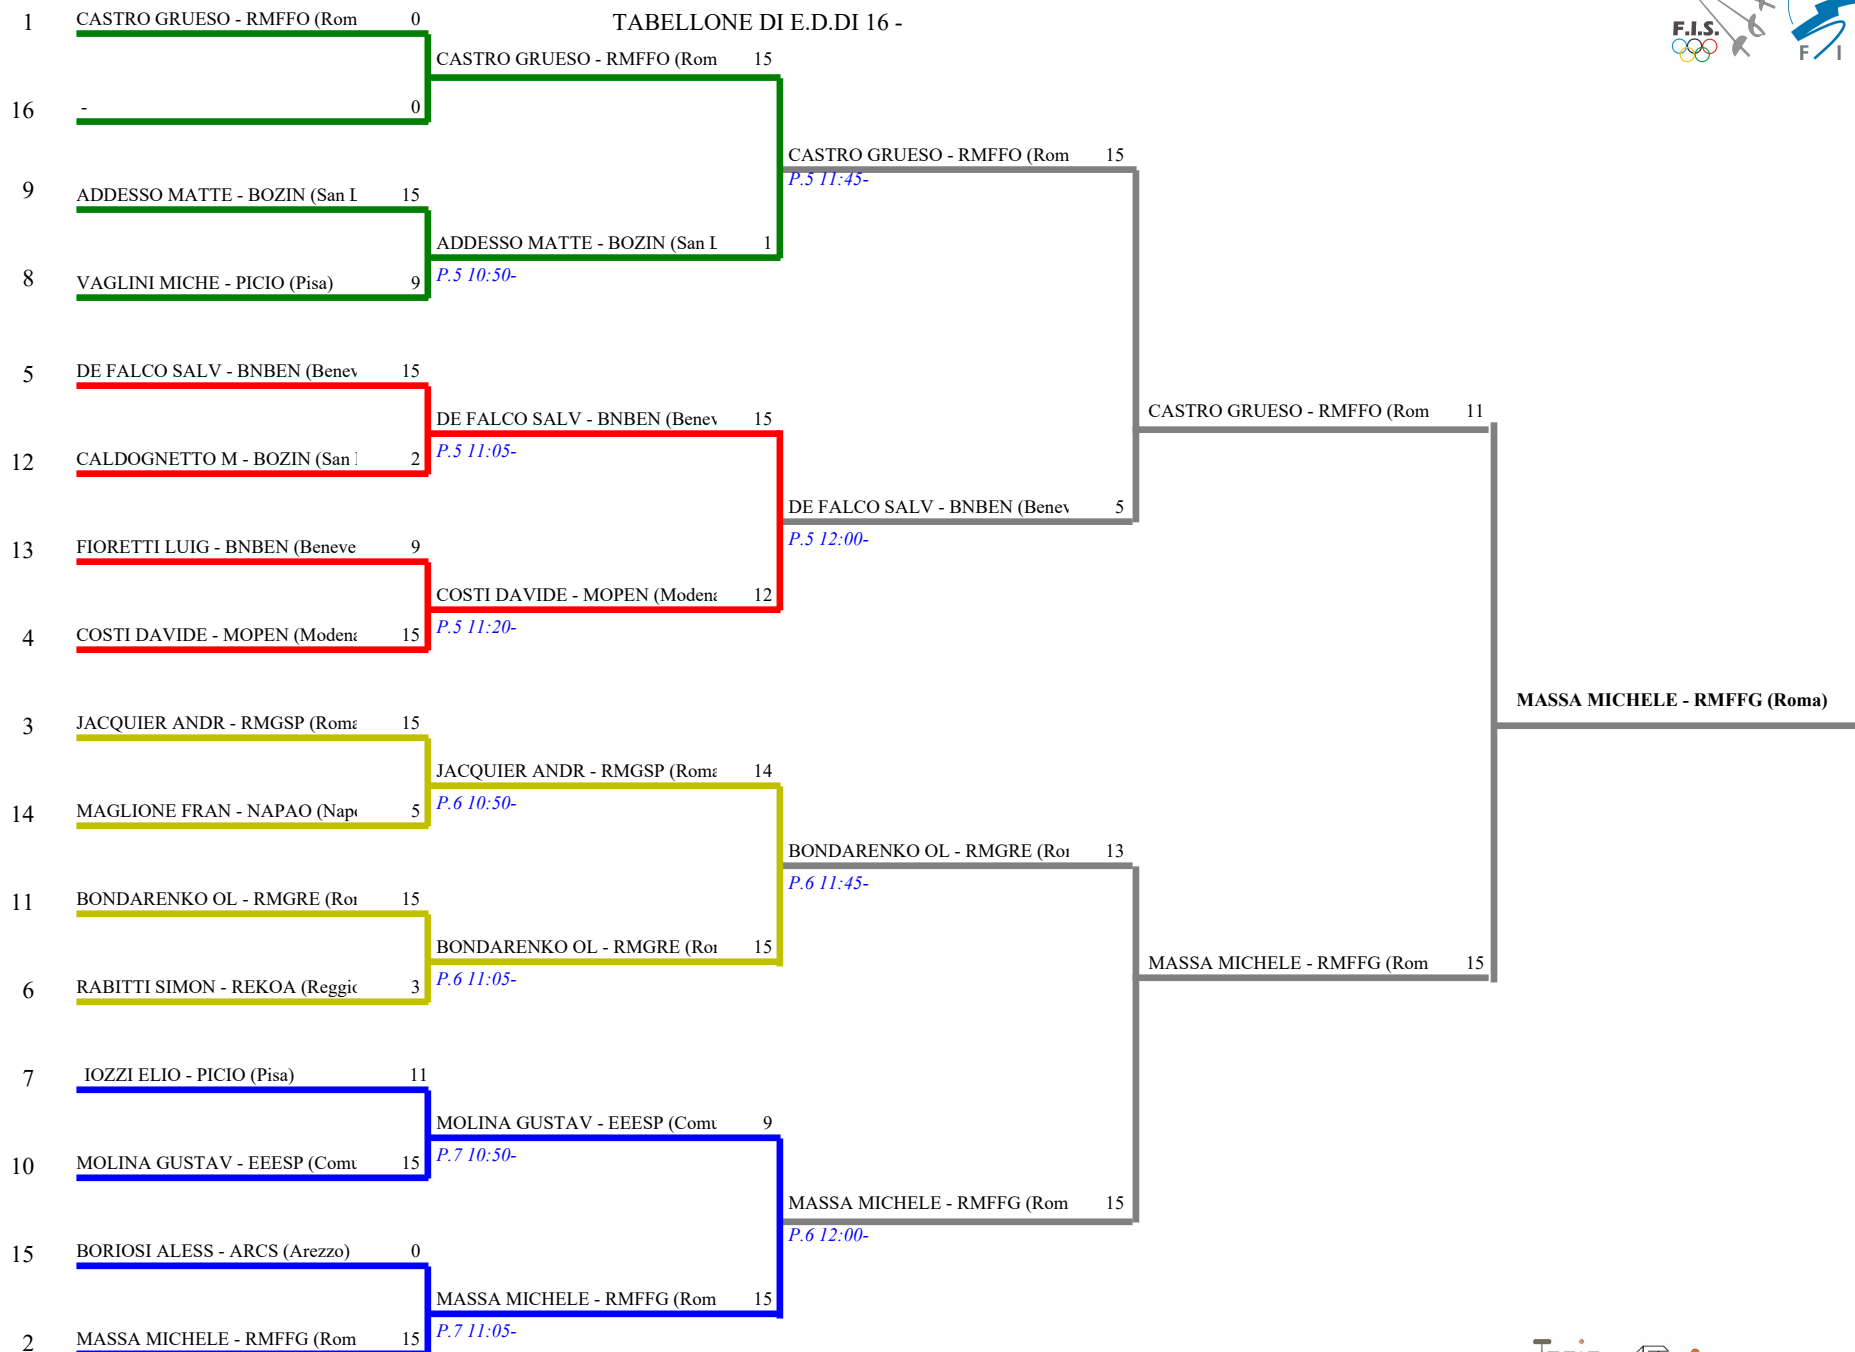 TABELLONE DI E.D.DI 16 -
F.I.S.
F I
1 CASTRO GRUESO - RMFFO (Rom 0
CASTRO GRUESO - RMFFO (Rom 15
16 - 0
CASTRO GRUESO - RMFFO (Rom 15
P.5 11:45-
9 ADDESSO MATTE - BOZIN (San L 15
ADDESSO MATTE - BOZIN (San L 1
P.5 10:50-
8 VAGLINI MICHE - PICIO (Pisa) 9
5 DE FALCO SALV - BNBEN (Benev 15
CASTRO GRUESO - RMFFO (Rom 11
DE FALCO SALV - BNBEN (Benev 15
P.5 11:05-
12 CALDOGNETTO M - BOZIN (San 2
DE FALCO SALV - BNBEN (Benev 5
P.5 12:00-
13 FIORETTI LUIG - BNBEN (Beneve 9
COSTI DAVIDE - MOPEN (Modena 12
P.5 11:20-
4 COSTI DAVIDE - MOPEN (Modena 15
MASSA MICHELE - RMFFG (Roma)
3 JACQUIER ANDR - RMGSP (Roma 15
JACQUIER ANDR - RMGSP (Roma 14
P.6 10:50-
14 MAGLIONE FRAN - NAPAO (Napo 5
BONDARENKO OL - RMGRE (Ror 13
P.6 11:45-
11 BONDARENKO OL - RMGRE (Ror 15
BONDARENKO OL - RMGRE (Ror 15
P.6 11:05-
MASSA MICHELE - RMFFG (Rom 15
6 RABITTI SIMON - REKOA (Reggio 3
7 IOZZI ELIO - PICIO (Pisa) 11
MOLINA GUSTAV - EEESP (Comu 9
P.7 10:50-
10 MOLINA GUSTAV - EEESP (Comu 15
MASSA MICHELE - RMFFG (Rom 15
P.6 12:00-
15 BORIOSI ALESS - ARCS (Arezzo) 0
MASSA MICHELE - RMFFG (Rom 15
P.7 11:05-
2 MASSA MICHELE - RMFFG (Rom 15